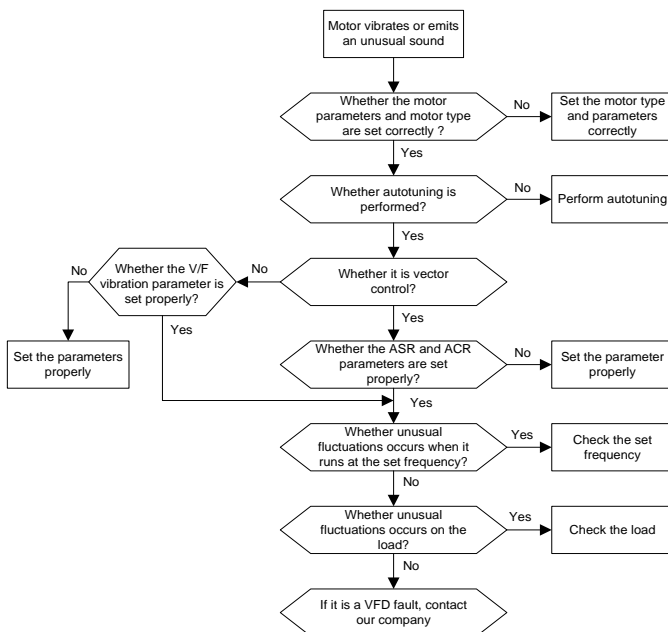 Motor vibrates or emits
an unusual sound
Whether the motor
parameters and motor type
are set correctly ?
No
Set the motor type
and parameters
correctly
Yes
Whether autotuning is
performed?
No
Perform autotuning
Yes
Whether it is vector
control?
No
Whether the V/F
vibration parameter is
set properly?
No
Set the parameters
properly
Yes
Yes
Whether the ASR and ACR
parameters are set
properly?
No
Set the parameter
properly
Yes
Whether unusual
fluctuations occurs when it
runs at the set frequency?
Yes
Check the set
frequency
No
Whether unusual
fluctuations occurs on the
load?
Yes
Check the load
No
If it is a VFD fault, contact
our company